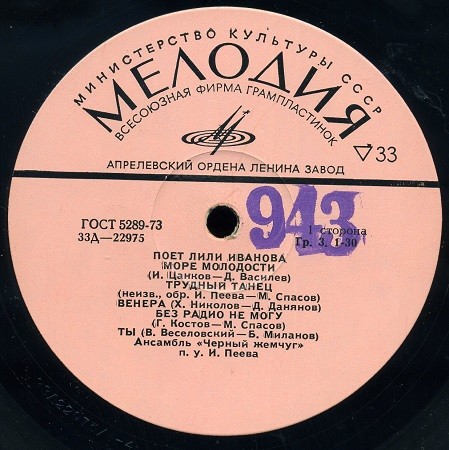 МИНИСТЕРСТВО КУЛЬТУРЫ СССР
МЕЛОДИЯ
ВСЕСОЮЗНАЯ ФИРМА ГРАМПЛАСТИНОК
33
АПРЕЛЕВСКИЙ ОРДЕНА ЛЕНИНА ЗАВОД
ГОСТ 5289-73
33Д—22975
943
1 сторона
Гр. 3. 1-30
ПОЕТ ЛИЛИ ИВАНОВА
МОРЕ МОЛОДОСТИ
(И. Цанков—Д. Василев)
ТРУДНЫЙ ТАНЕЦ
(неизв., обр. И. Пеева—М. Спасов)
ВЕНЕРА (Х. Николов—Д. Данянов)
БЕЗ РАДИО НЕ МОГУ
(Г. Костов—М. Спасов)
ТЫ (В. Веселовский—Б. Миланов)
Ансамбль «Черный жемчуг»
п. у. И. Пеева